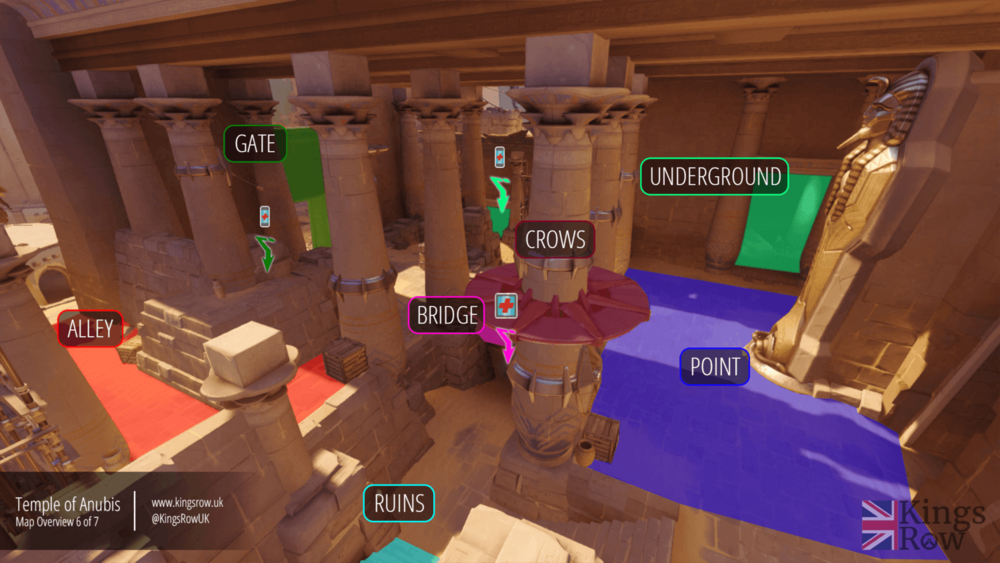 GATE
UNDERGROUND
CROWS
BRIDGE
ALLEY
POINT
RUINS
Temple of Anubis
Map Overview 6 of 7
www.kingsrow.uk
@KingsRowUK
Kings
Row